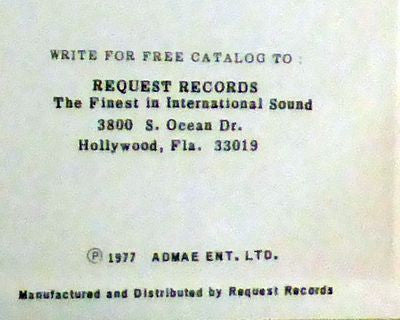 WRITE FOR FREE CATALOG TO :
REQUEST RECORDS
The Finest in International Sound
3800 S. Ocean Dr.
Hollywood, Fla. 33019
Ⓟ 1977 ADMAE ENT. LTD.
Manufactured and Distributed by Request Records